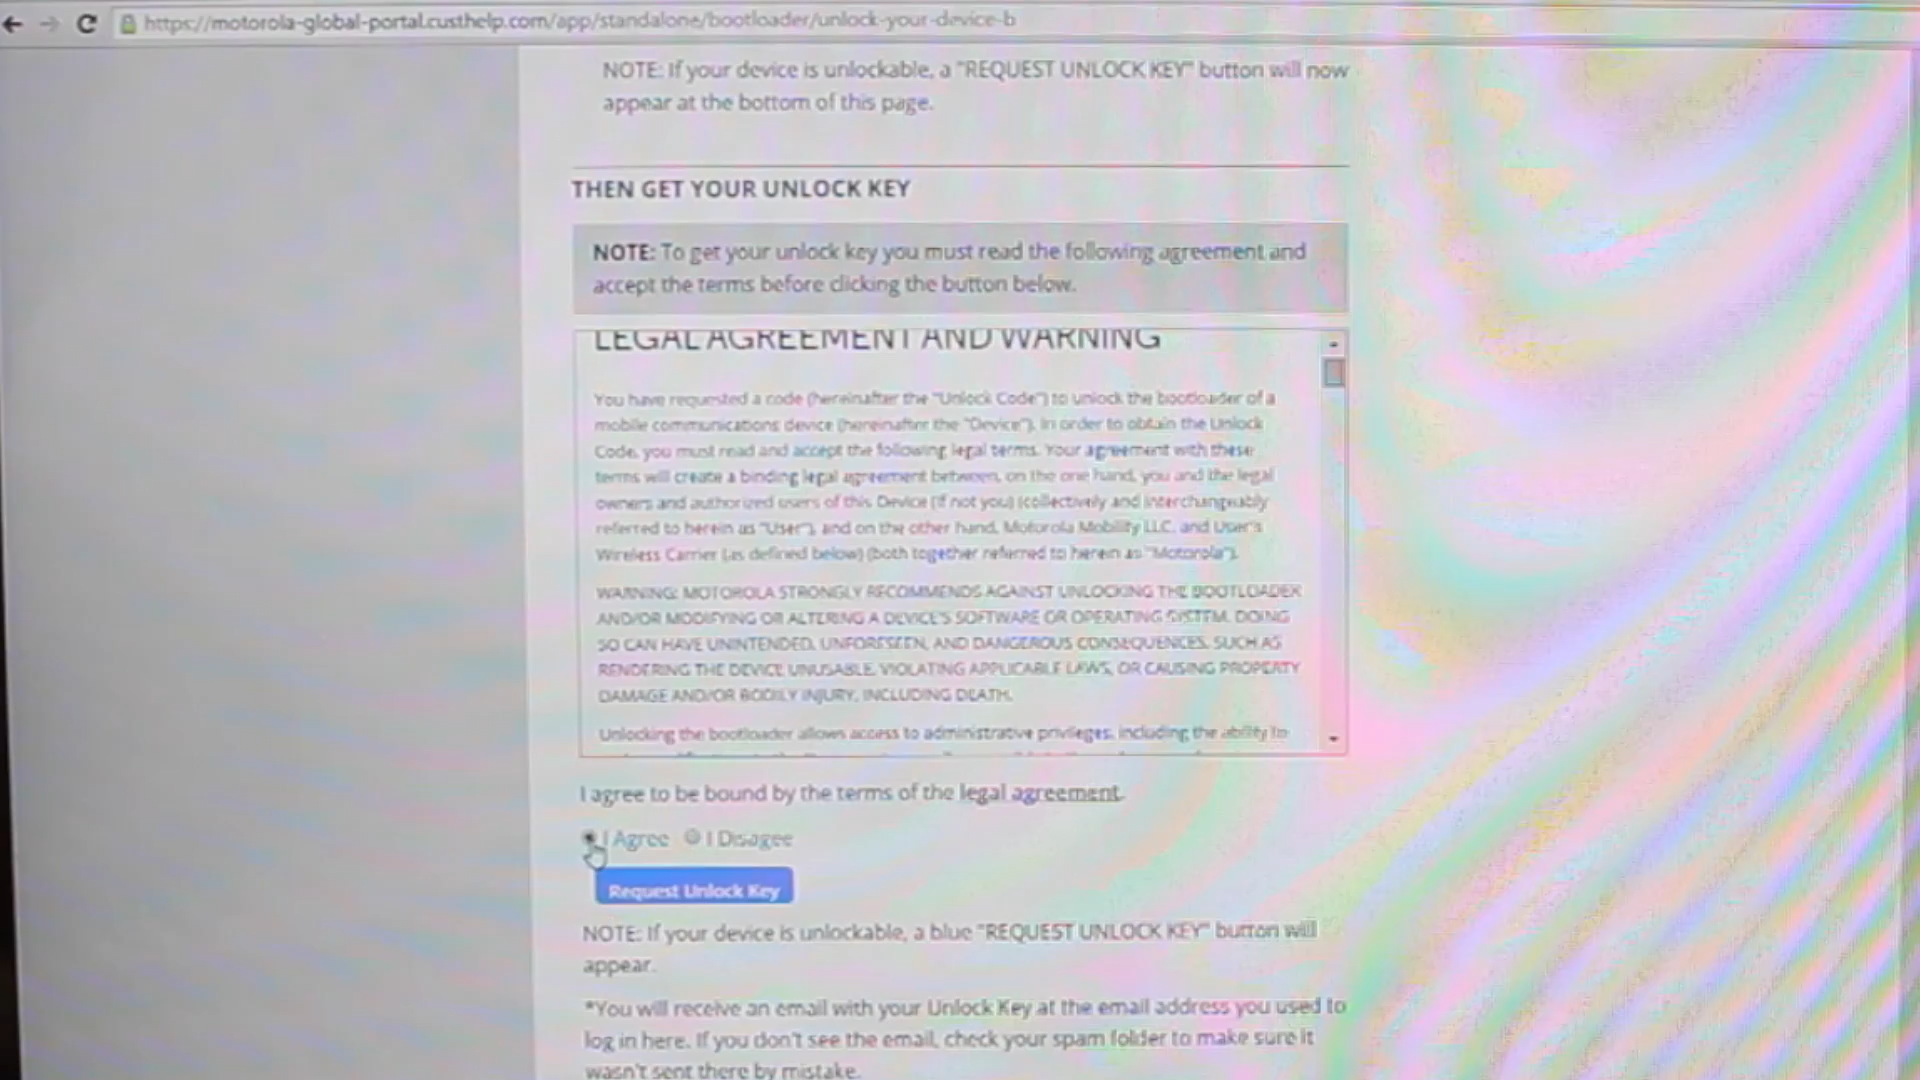 https://motorola-global-portal.custhelp.com/app/standalone/bootloader/unlock-your-device-b
NOTE: If your device is unlockable, a "REQUEST UNLOCK KEY" button will now
appear at the bottom of this page.
THEN GET YOUR UNLOCK KEY
NOTE: To get your unlock key you must read the following agreement and
accept the terms before clicking the button below.
LEGAL AGREEMENT AND WARNING
You have requested a code (hereinafter the "Unlock Code") to unlock the bootloader of a
mobile communications device (hereinafter the "Device"). In order to obtain the Unlock
Code, you must read and accept the following legal terms. Your agreement with these
terms will create a binding legal agreement between, on the one hand, you and the legal
owners and authorized users of this Device (if not you) (collectively and interchangeably
referred to herein as "User"), and on the other hand, Motorola Mobility LLC. and User's
Wireless Carrier (as defined below) (both together referred to herein as "Motorola").
WARNING: MOTOROLA STRONGLY RECOMMENDS AGAINST UNLOCKING THE BOOTLOADER
AND/OR MODIFYING OR ALTERING A DEVICE'S SOFTWARE OR OPERATING SYSTEM. DOING
SO CAN HAVE UNINTENDED, UNFORESEEN, AND DANGEROUS CONSEQUENCES, SUCH AS
RENDERING THE DEVICE UNUSABLE, VIOLATING APPLICABLE LAWS, OR CAUSING PROPERTY
DAMAGE AND/OR BODILY INJURY, INCLUDING DEATH.
Unlocking the bootloader allows access to administrative privileges, including the ability to
I agree to be bound by the terms of the legal agreement.
I Agree I Disagee
Request Unlock Key
NOTE: If your device is unlockable, a blue "REQUEST UNLOCK KEY" button will
appear.
*You will receive an email with your Unlock Key at the email address you used to
log in here. If you don't see the email, check your spam folder to make sure it
wasn't sent there by mistake.